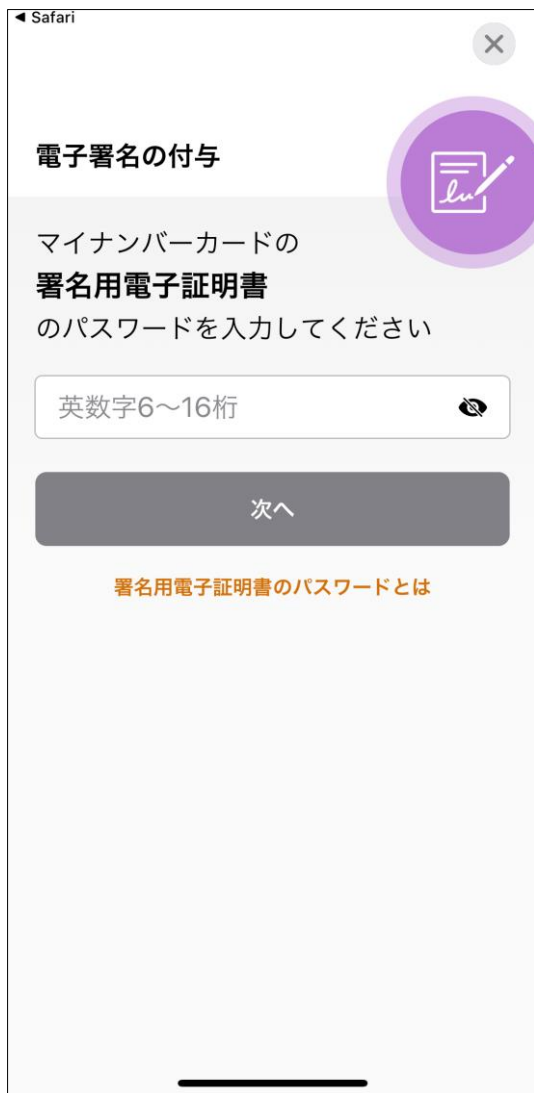 ◀ Safari
電子署名の付与
マイナンバーカードの
署名用電子証明書
のパスワードを入力してください
英数字6〜16桁
次へ
署名用電子証明書のパスワードとは